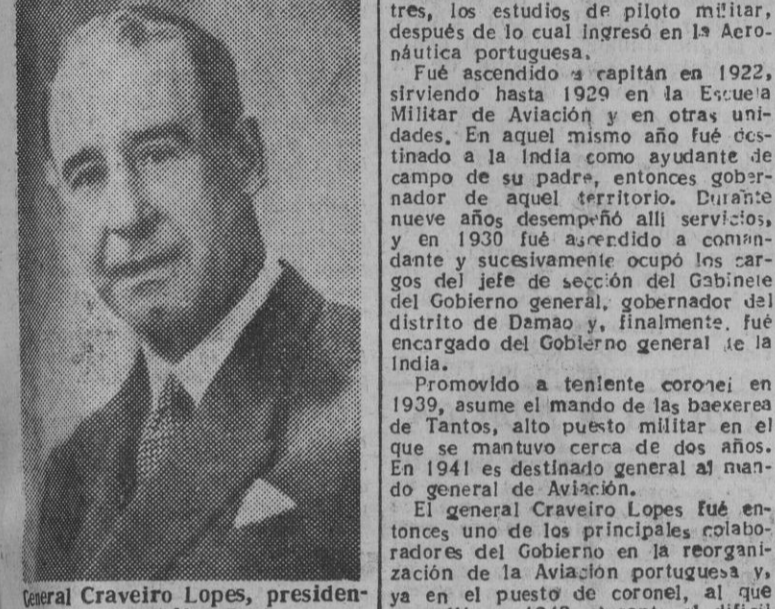 tres, los estudios de piloto militar,
después de lo cual ingresó en la Aero-
náutica portuguesa.
Fué ascendido a capitán en 1922,
sirviendo hasta 1929 en la Escuela
Militar de Aviación y en otras uni-
dades. En aquel mismo año fué des-
tinado a la India como ayudante de
campo de su padre, entonces gober-
nador de aquel territorio. Durante
nueve años desempeñó allí servicios,
y en 1930 fué ascendido a coman-
dante y sucesivamente ocupó los car-
gos del jefe de sección del Gabinete
del Gobierno general, gobernador del
distrito de Damao y, finalmente, fué
encargado del Gobierno general de la
India.
Promovido a teniente coronel en
1939, asume el mando de las baexerea
de Tantos, alto puesto militar en el
que se mantuvo cerca de dos años.
En 1941 es destinado general al man-
do general de Aviación.
El general Craveiro Lopes fué en-
tonces uno de los principales colabo-
radores del Gobierno en la reorgani-
zación de la Aviación portuguesa y,
ya en el puesto de coronel, al que
General Craveiro Lopes, presiden-